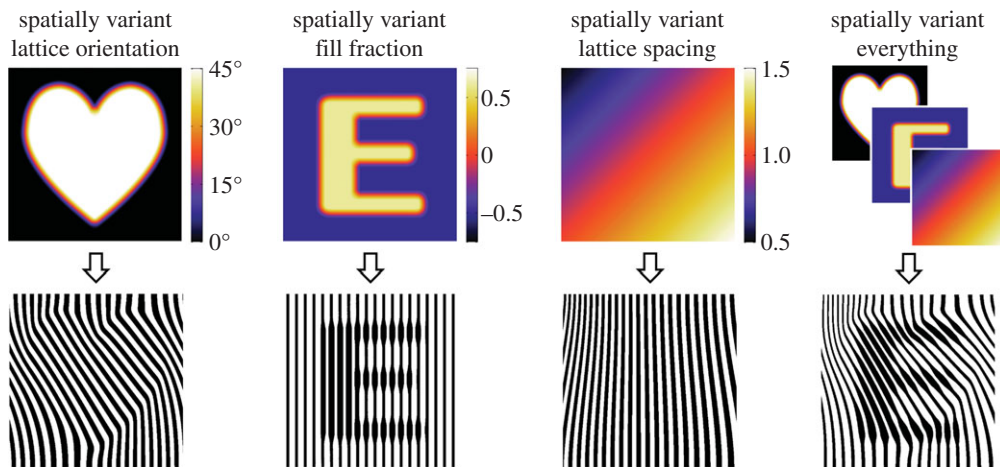 spatially variant
lattice orientation
spatially variant
fill fraction
spatially variant
lattice spacing
spatially variant
everything
45°
30°
15°
0°
0.5
0
–0.5
1.5
1.0
0.5
E
E